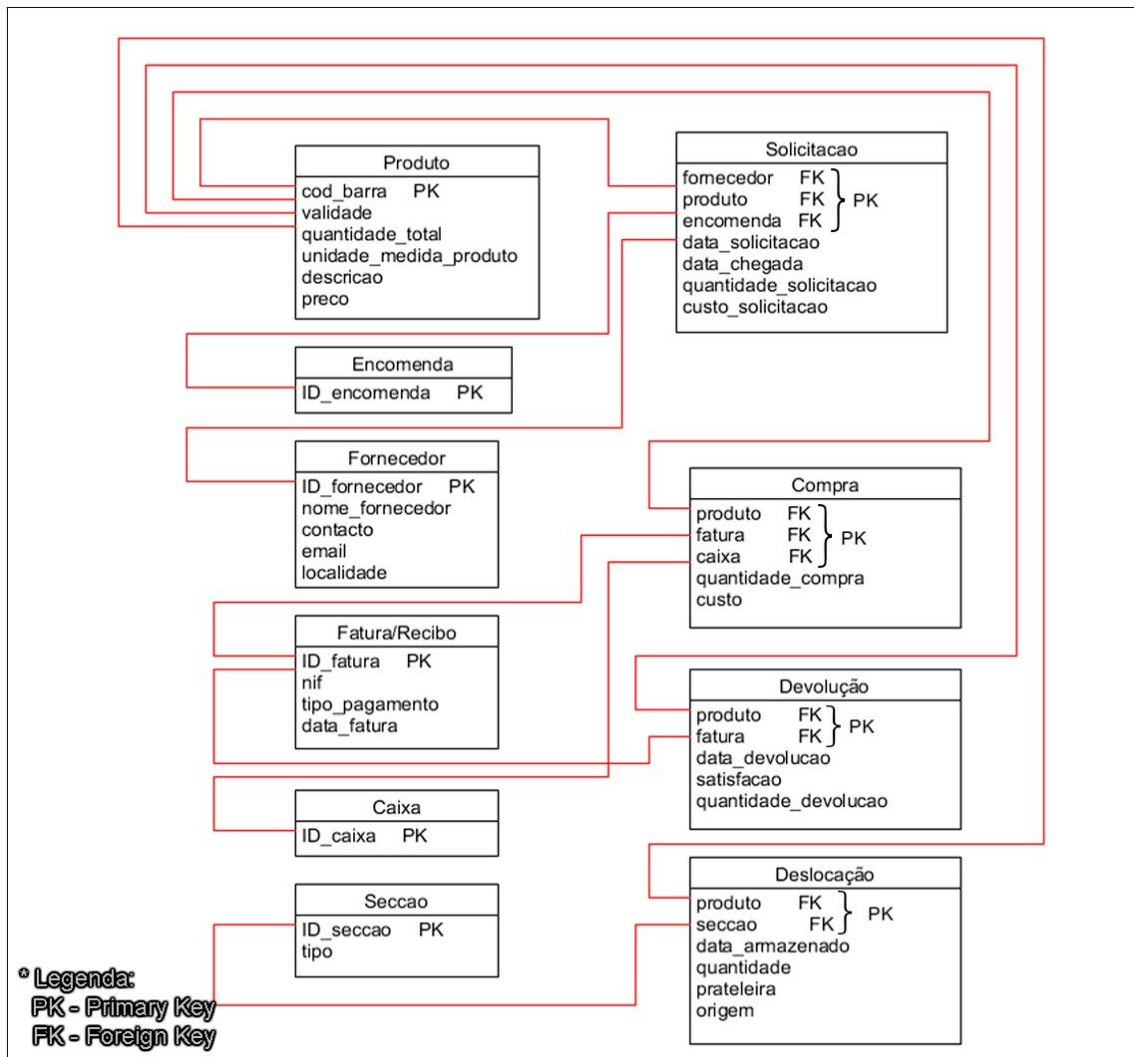 Produto
cod_barra PK
validade
quantidade_total
unidade_medida_produto
descricao
preco
Solicitacao
fornecedor FK
produto FK PK
encomenda FK
data_solicitacao
data_chegada
quantidade_solicitacao
custo_solicitacao
Encomenda
ID_encomenda PK
Fornecedor
ID_fornecedor PK
nome_fornecedor
contacto
email
localidade
Compra
produto FK
fatura FK PK
caixa FK
quantidade_compra
custo
Fatura/Recibo
ID_fatura PK
nif
tipo_pagamento
data_fatura
Devolução
produto FK PK
fatura FK
data_devolucao
satisfacao
quantidade_devolucao
Caixa
ID_caixa PK
Seccao
ID_seccao PK
tipo
Deslocação
produto FK PK
seccao FK
data_armazenado
quantidade
prateleira
origem
* Legenda:
PK - Primary Key
FK - Foreign Key